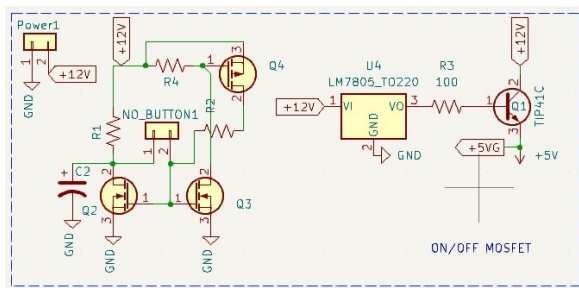 Power1
1
2
+12V
GND
+12V
R4
3
1
2
Q4
R1
NO_BUTTON1
1
2
R2
+
C2
GND
2
1
3
Q2
GND
2
1
3
Q3
GND
U4
LM7805_TO220
+12V
1
VI
VO
3
GND
2
GND
R3
100
+12V
2
1
Q1
3
TIP41C
+5VG
+5V
ON/OFF MOSFET